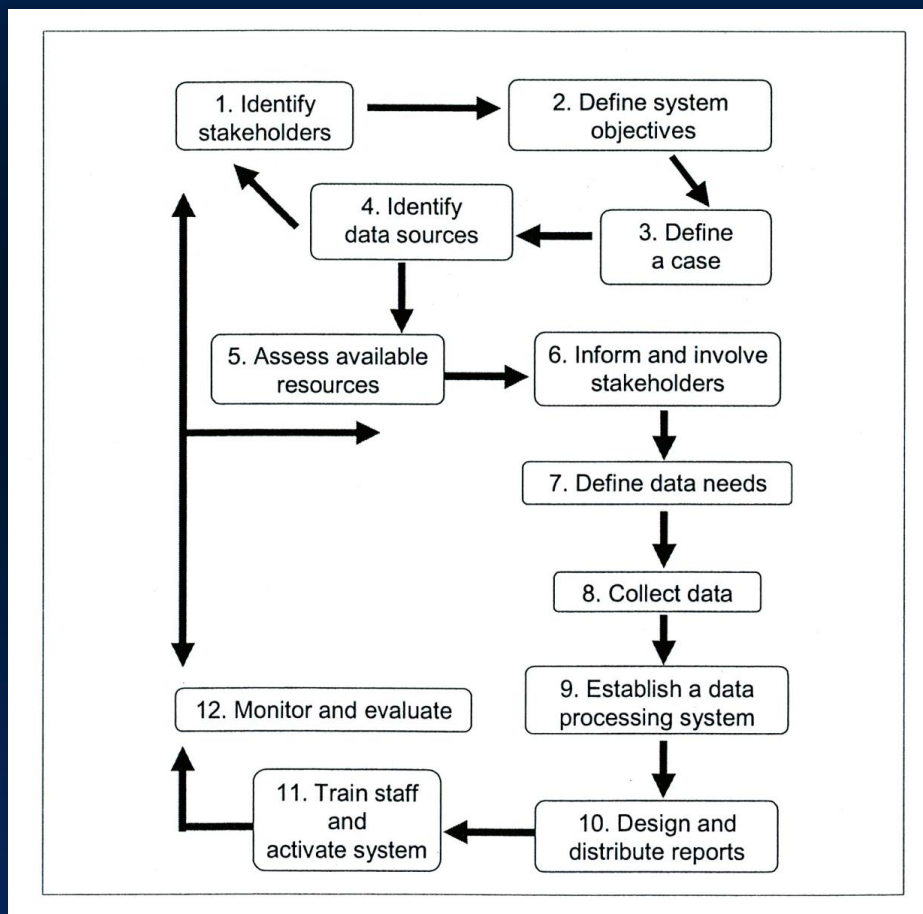 1. Identify
stakeholders
2. Define system
objectives
3. Define
a case
4. Identify
data sources
5. Assess available
resources
6. Inform and involve
stakeholders
7. Define data needs
8. Collect data
9. Establish a data
processing system
10. Design and
distribute reports
11. Train staff
and
activate system
12. Monitor and evaluate